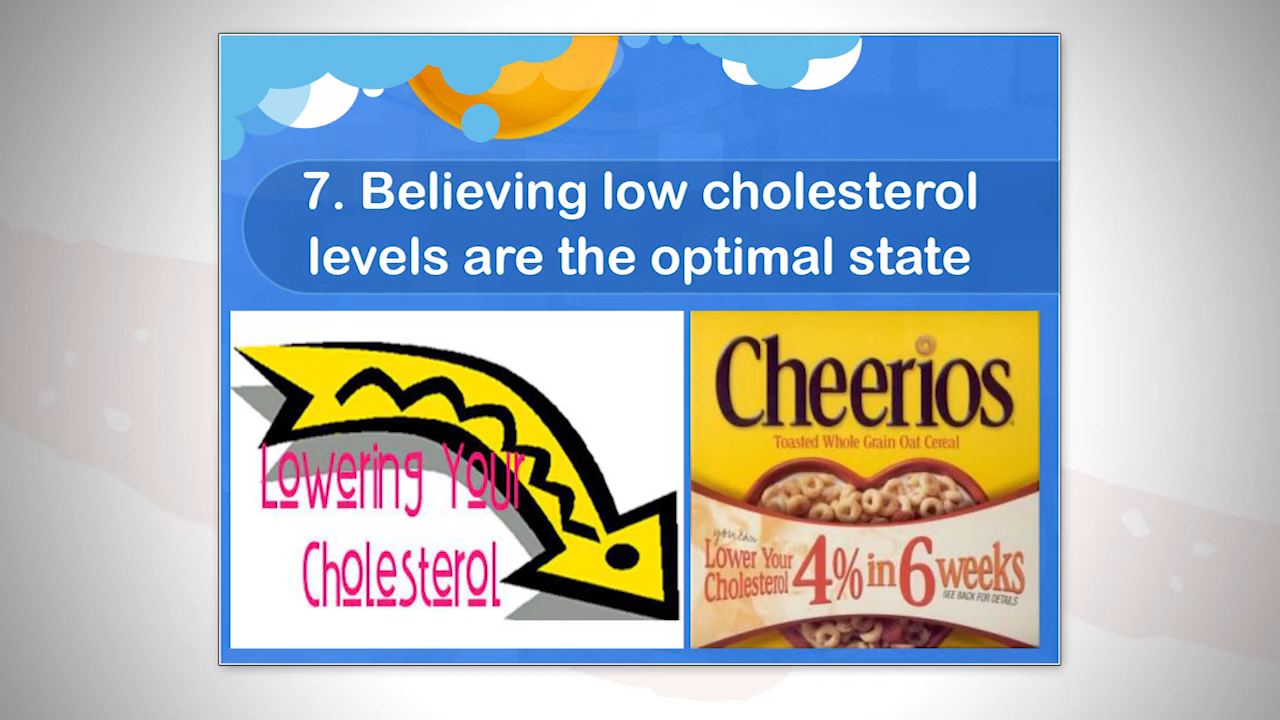 7. Believing low cholesterol
levels are the optimal state
Lowering Your
Cholesterol
Cheerios
Toasted Whole Grain Oat Cereal
you can
Lower Your
Cholesterol
4% in 6 weeks
SEE BACK FOR DETAILS